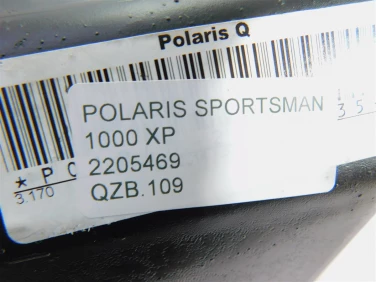 Polaris Q
POLARIS SPORTSMAN
1000 XP
2205469
QZB.109
* P
3.170